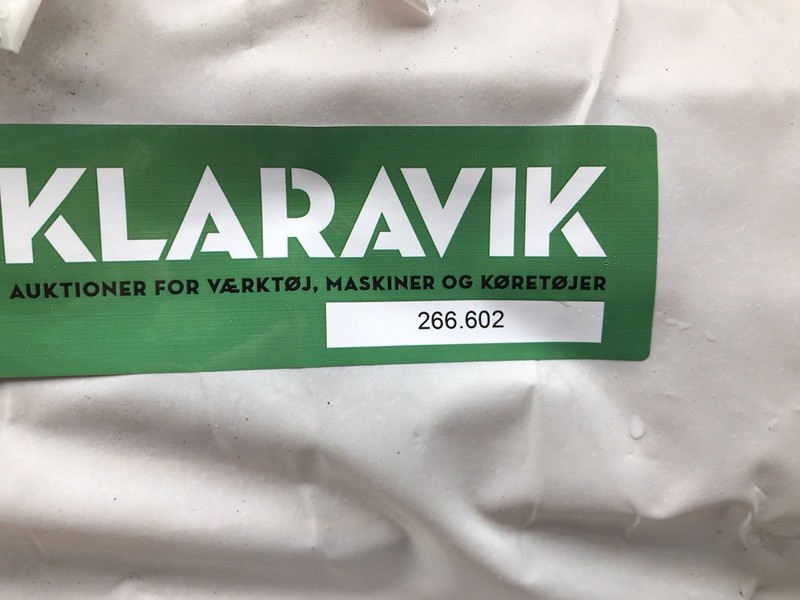 KLARAVIK
AUKTIONER FOR VÆRKTØJ, MASKINER OG KØRETØJER
266.602